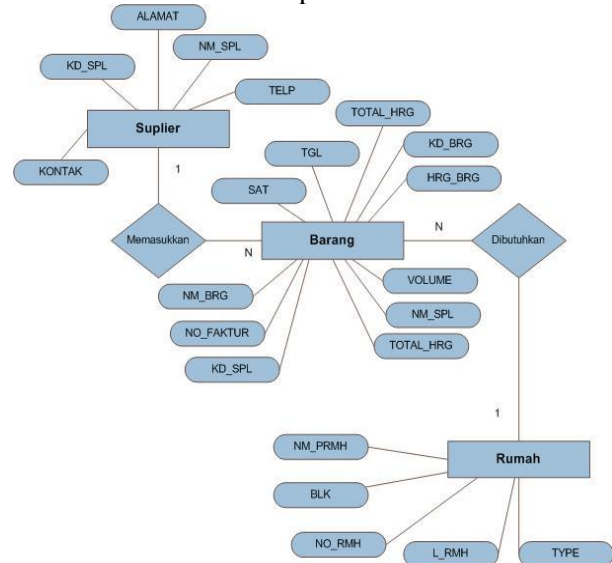 ALAMAT
NM_SPL
KD_SPL
TELP
Suplier
KONTAK
1
TOTAL_HRG
KD_BRG
TGL
HRG_BRG
SAT
Memasukkan
N
Barang
N
Dibutuhkan
VOLUME
NM_BRG
NM_SPL
NO_FAKTUR
TOTAL_HRG
KD_SPL
1
NM_PRMH
Rumah
BLK
NO_RMH
L_RMH
TYPE